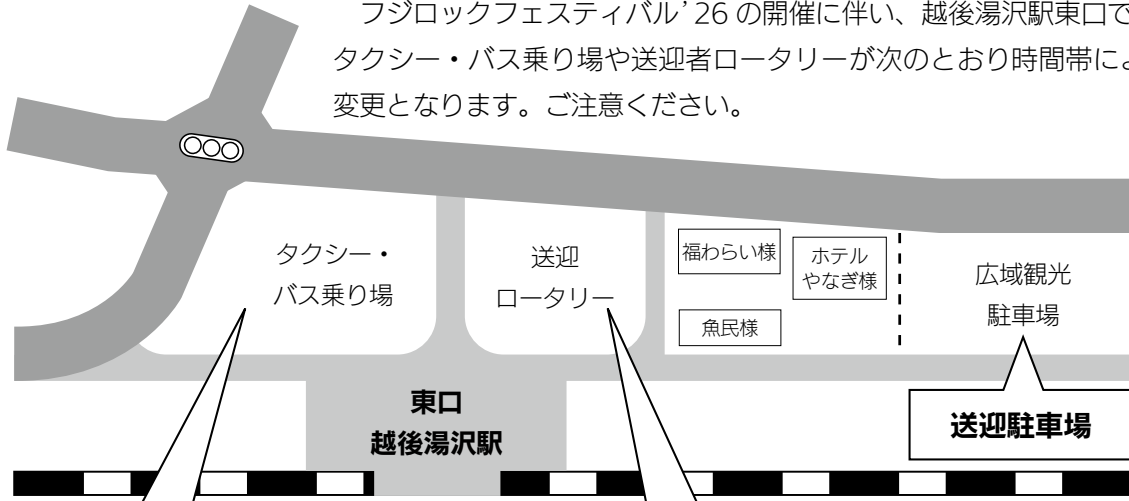 フジロックフェスティバル’26 の開催に伴い、越後湯沢駅東口で
タクシー・バス乗り場や送迎者ロータリーが次のとおり時間帯によ
変更となります。ご注意ください。
タクシー・
バス乗り場
送迎
ロータリー
福わらい様
ホテル
やなぎ様
魚民様
広域観光
駐車場
送迎駐車場
東口
越後湯沢駅